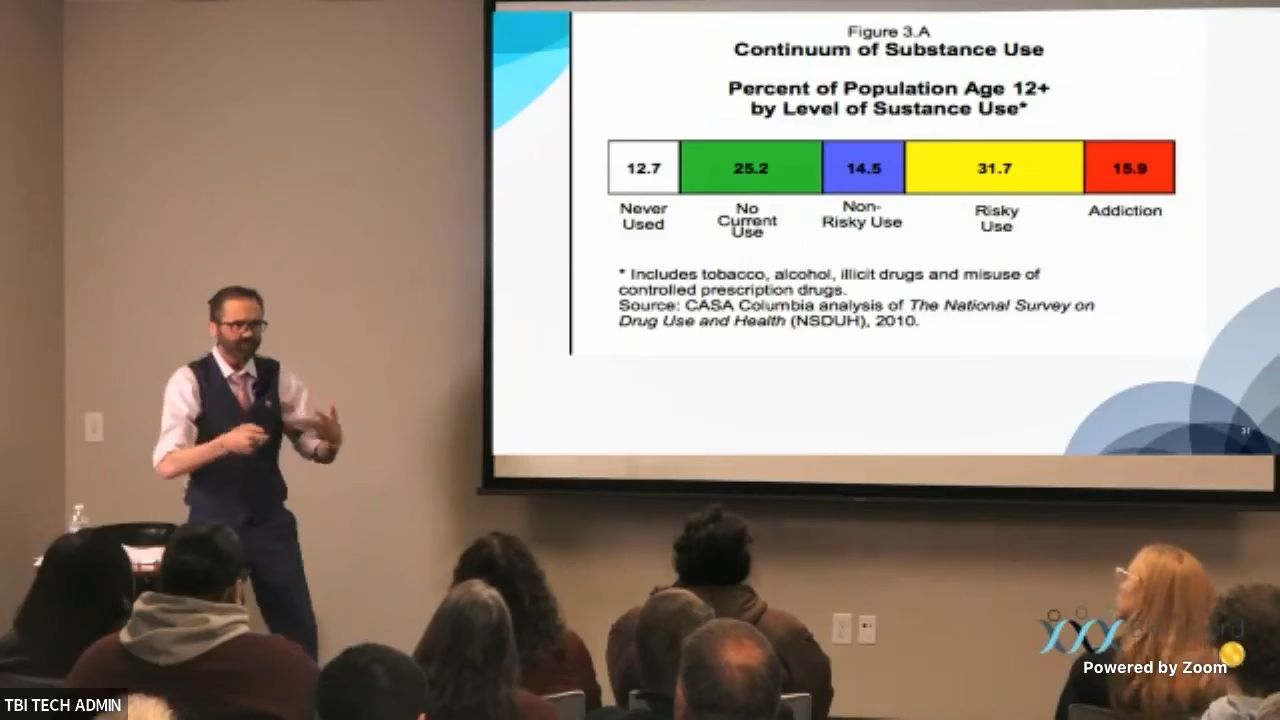 Figure 3.A
Continuum of Substance Use
Percent of Population Age 12+
by Level of Sustance Use*
12.7
25.2
14.5
31.7
15.9
Never
Used
No
Current
Use
Non-
Risky Use
Risky
Use
Addiction
* Includes tobacco, alcohol, illicit drugs and misuse of
controlled prescription drugs.
Source: CASA Columbia analysis of The National Survey on
Drug Use and Health (NSDUH), 2010.
Powered by Zoom
TBI TECH ADMIN